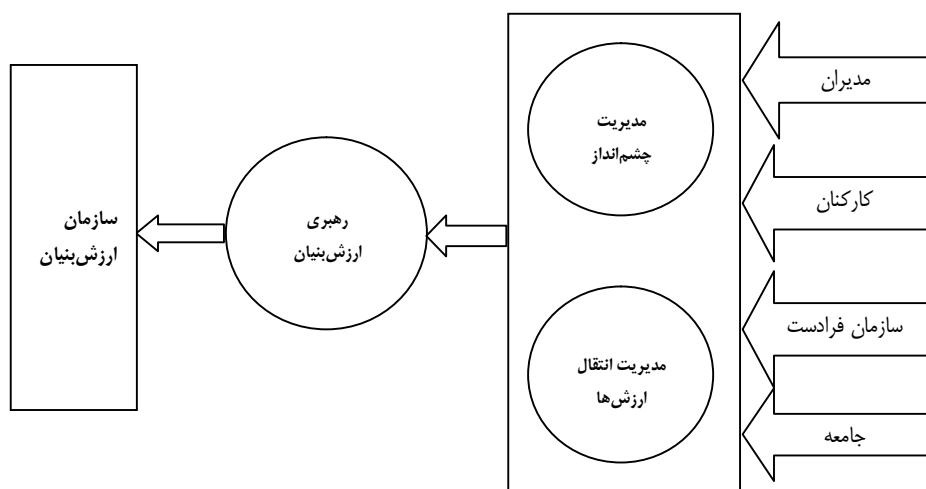 مدیران
کارکنان
سازمان فرادست
جامعه
مدیریت
چشم‌انداز
مدیریت انتقال
ارزش‌ها
رهبری
ارزش‌بنیان
سازمان
ارزش‌بنیان